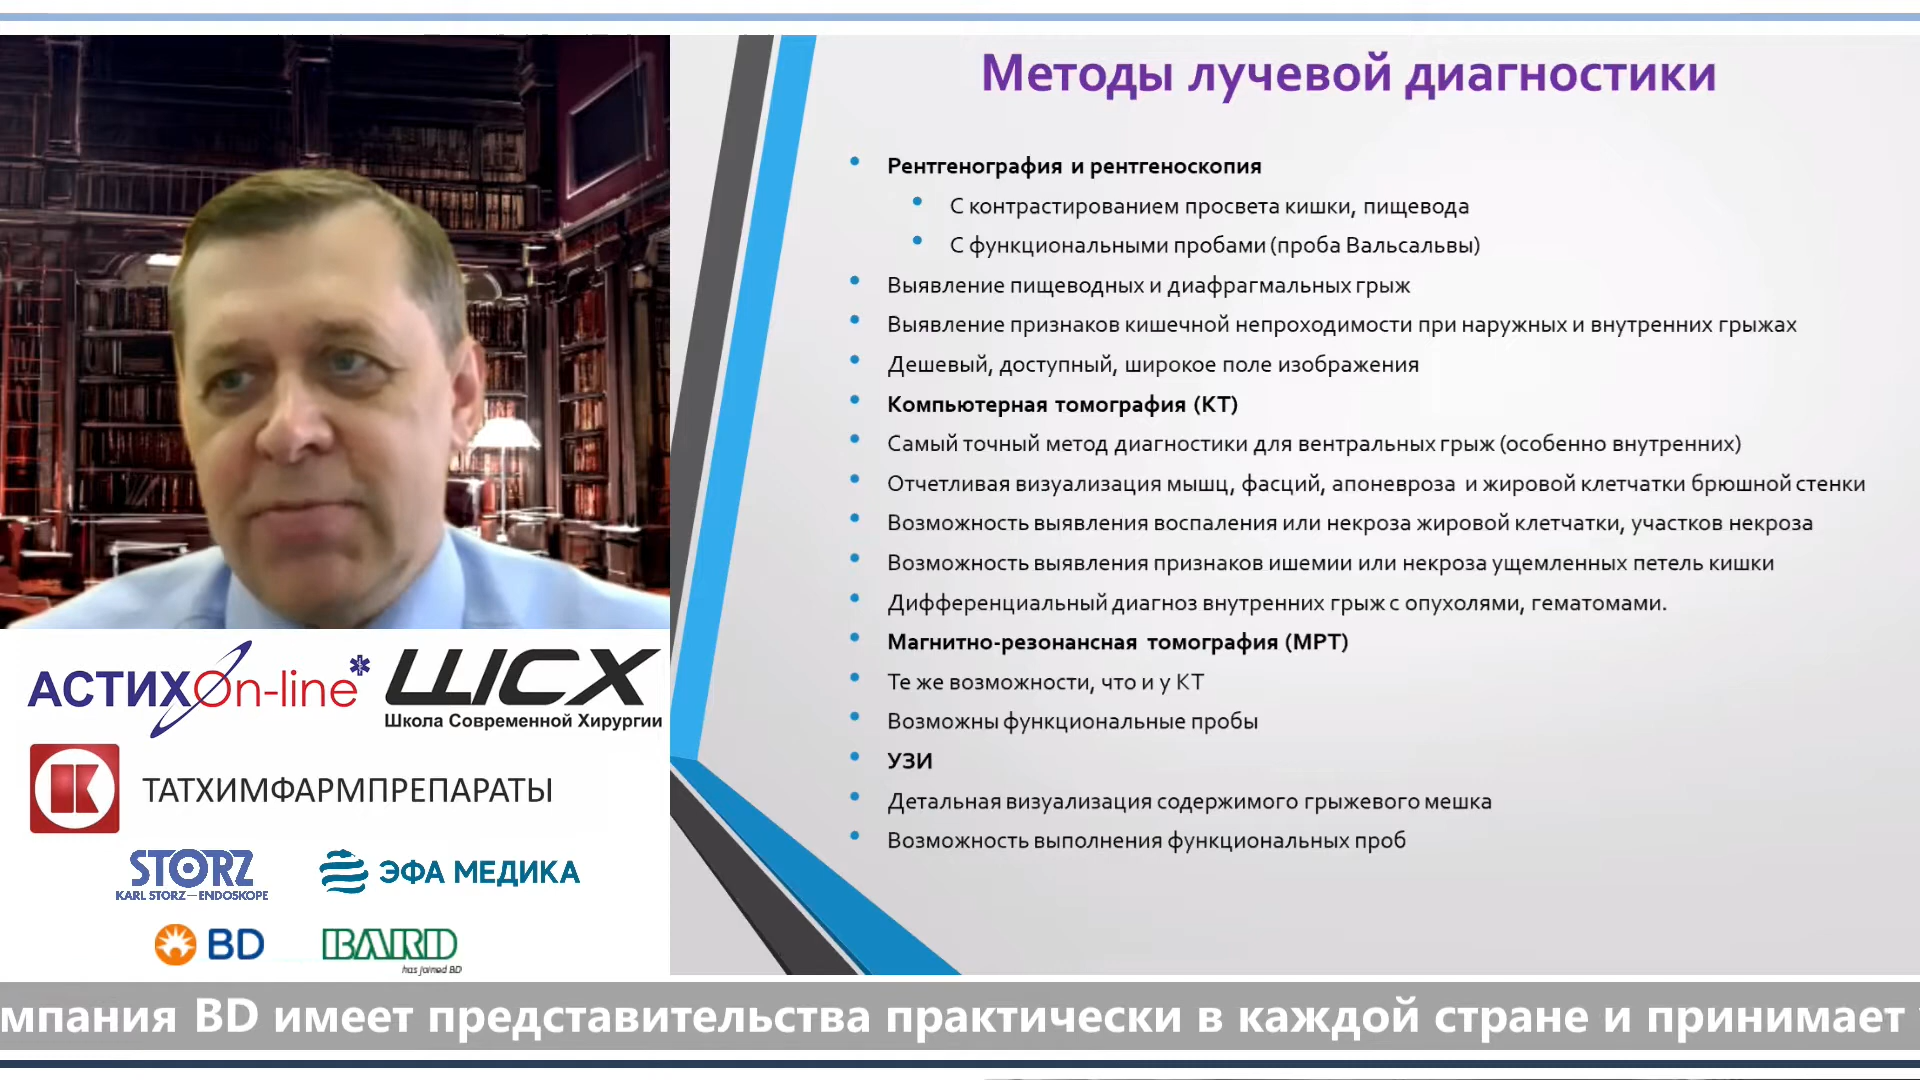 Методы лучевой диагностики
Рентгенография и рентгеноскопия
С контрастированием просвета кишки, пищевода
С функциональными пробами (проба Вальсальвы)
Выявление пищеводных и диафрагмальных грыж
Выявление признаков кишечной непроходимости при наружных и внутренних грыжах
Дешевый, доступный, широкое поле изображения
Компьютерная томография (КТ)
Самый точный метод диагностики для вентральных грыж (особенно внутренних)
Отчетливая визуализация мышц, фасций, апоневроза и жировой клетчатки брюшной стенки
Возможность выявления воспаления или некроза жировой клетчатки, участков некроза
Возможность выявления признаков ишемии или некроза ущемленных петель кишки
Дифференциальный диагноз внутренних грыж с опухолями, гематомами.
Магнитно-резонансная томография (МРТ)
Те же возможности, что и у КТ
Возможны функциональные пробы
УЗИ
Детальная визуализация содержимого грыжевого мешка
Возможность выполнения функциональных проб
АСТИХ On-line
ШСХ
Школа Современной Хирургии
ТАТХИМФАРМПРЕПАРАТЫ
STORZ
KARL STORZ—ENDOSKOPE
ЭФА МЕДИКА
BD
BARD
has joined BD
мпания BD имеет представительства практически в каждой стране и принимает